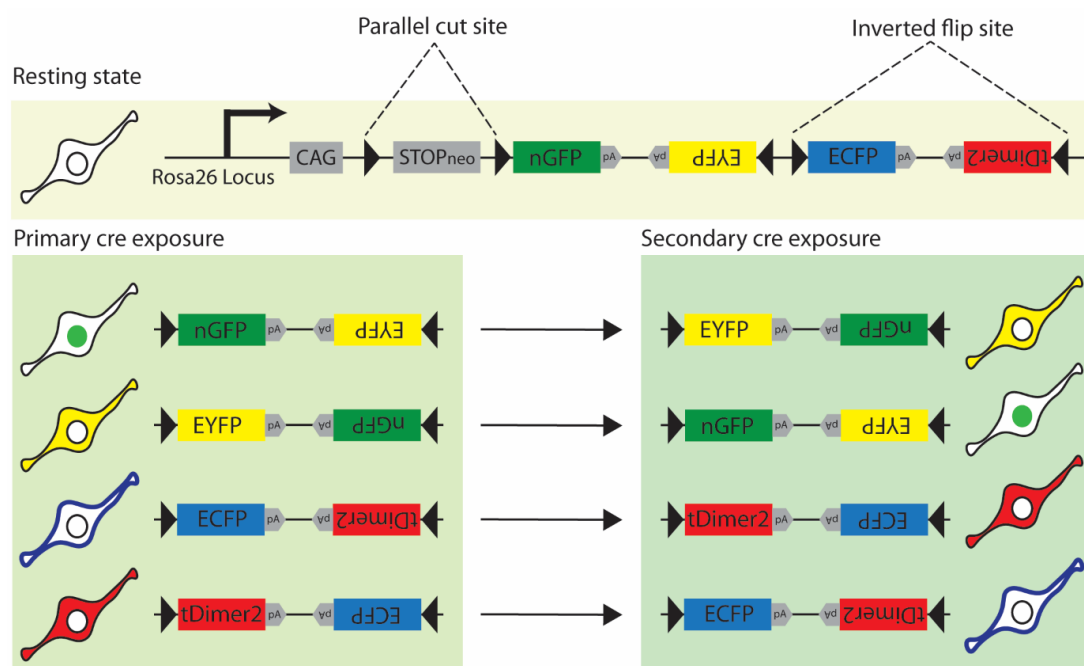 Parallel cut site
Inverted flip site
Resting state
CAG
STOPneo
nGFP
pA
pA
EYFP
ECFP
pA
pA
tDimer2
Rosa26 Locus
Primary cre exposure
Secondary cre exposure
nGFP
pA
pA
EYFP
EYFP
pA
pA
nGFP
EYFP
pA
pA
nGFP
nGFP
pA
pA
EYFP
ECFP
pA
pA
tDimer2
tDimer2
pA
pA
ECFP
tDimer2
pA
pA
ECFP
ECFP
pA
pA
tDimer2